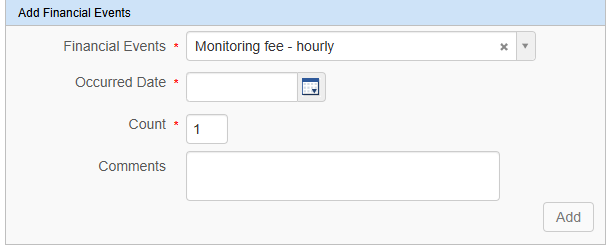 Add Financial Events
Financial Events * Monitoring fee - hourly ×
Occurred Date *
Count * 1
Comments
Add